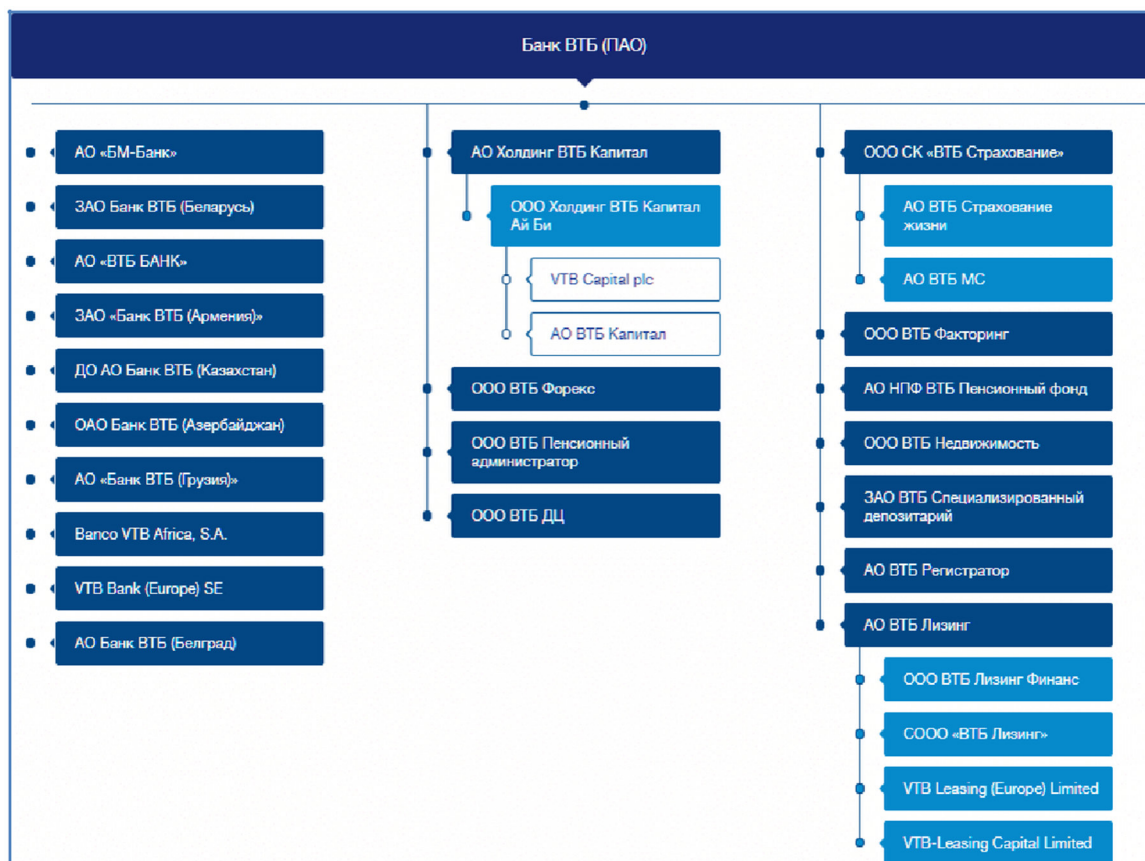 Банк ВТБ (ПАО)
АО «БМ-Банк»
ЗАО Банк ВТБ (Беларусь)
АО «ВТБ БАНК»
ЗАО «Банк ВТБ (Армения)»
ДО АО Банк ВТБ (Казахстан)
ОАО Банк ВТБ (Азербайджан)
АО «Банк ВТБ (Грузия)»
Banco VTB Africa, S.A.
VTB Bank (Europe) SE
АО Банк ВТБ (Белград)
АО Холдинг ВТБ Капитал
ООО Холдинг ВТБ Капитал
Ай Би
VTB Capital plc
АО ВТБ Капитал
ООО ВТБ Форекс
ООО ВТБ Пенсионный
администратор
ООО ВТБ ДЦ
ООО СК «ВТБ Страхование»
АО ВТБ Страхование
жизни
АО ВТБ МС
ООО ВТБ Факторинг
АО НПФ ВТБ Пенсионный фонд
ООО ВТБ Недвижимость
ЗАО ВТБ Специализированный
депозитарий
АО ВТБ Регистратор
АО ВТБ Лизинг
ООО ВТБ Лизинг Финанс
СООО «ВТБ Лизинг»
VTB Leasing (Europe) Limited
VTB-Leasing Capital Limited